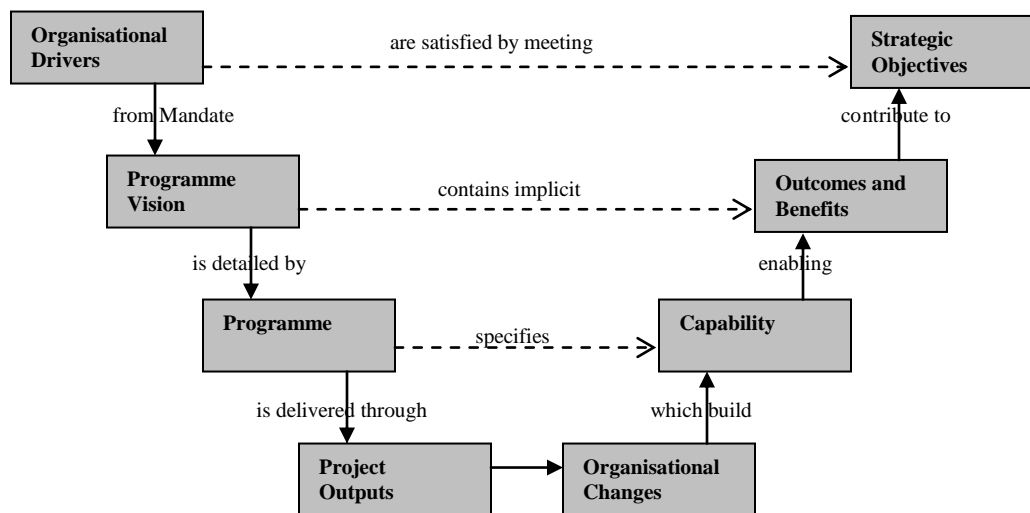 Organisational
Drivers
are satisfied by meeting
Strategic
Objectives
from Mandate
contribute to
Programme
Vision
contains implicit
Outcomes and
Benefits
is detailed by
enabling
Programme
specifies
Capability
is delivered through
which build
Project
Outputs
Organisational
Changes